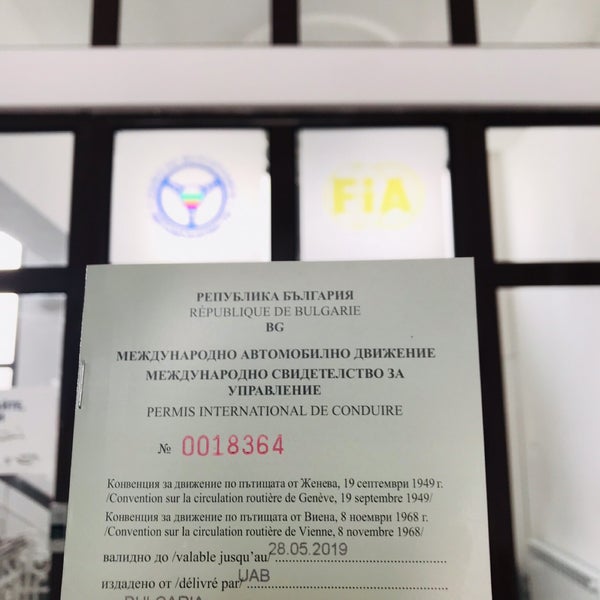 FiA
РЕПУБЛИКА БЪЛГАРИЯ
RÉPUBLIQUE DE BULGARIE
BG
МЕЖДУНАРОДНО АВТОМОБИЛНО ДВИЖЕНИЕ
МЕЖДУНАРОДНО СВИДЕТЕЛСТВО ЗА
УПРАВЛЕНИЕ
PERMIS INTERNATIONAL DE CONDUIRE
№ 0018364
Конвенция за движение по пътищата от Женева, 19 септември 1949 г.
/Convention sur la circulation routière de Genève, 19 septembre 1949/
Конвенция за движение по пътищата от Виена, 8 ноември 1968 г.
/Convention sur la circulation routière de Vienne, 8 novembre 1968/
валидно до /valable jusqu'au/ 28.05.2019
издадено от /délivré par/ UAB
BULGARIA